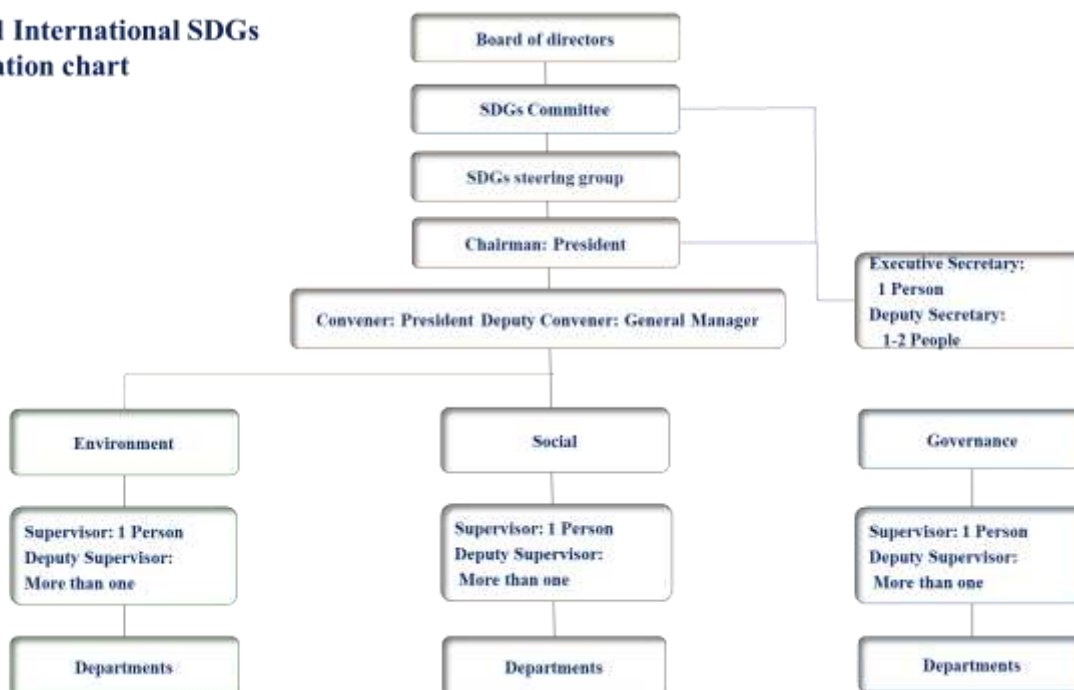 International SDGs
chart
Board of directors
SDGs Committee
SDGs steering group
Chairman: President
Executive Secretary:
1 Person
Deputy Secretary:
1-2 People
Convener: President Deputy Convener: General Manager
Environment
Social
Governance
Supervisor: 1 Person
Deputy Supervisor:
More than one
Supervisor: 1 Person
Deputy Supervisor:
More than one
Supervisor: 1 Person
Deputy Supervisor:
More than one
Departments
Departments
Departments